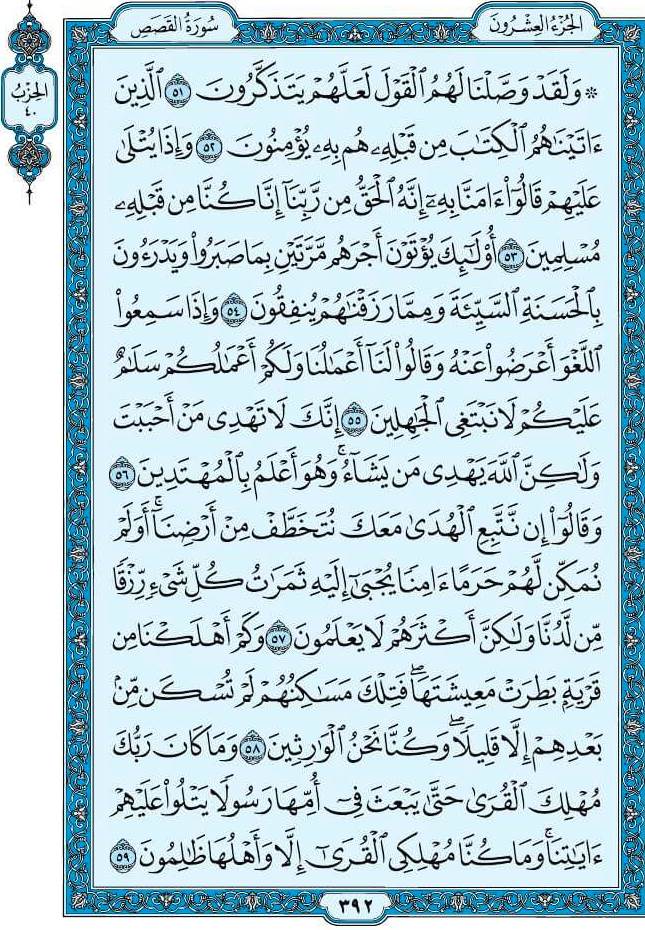 الجُزْءُ العِشْرُونَ
سُورَةُ القَصَصِ
الحِزْبُ
٤٠
۞ وَلَقَدْ وَصَّلْنَا لَهُمُ ٱلْقَوْلَ لَعَلَّهُمْ يَتَذَكَّرُونَ ٥١ ٱلَّذِينَ
ءَاتَيْنَٰهُمُ ٱلْكِتَٰبَ مِن قَبْلِهِۦ هُم بِهِۦ يُؤْمِنُونَ ٥٢ وَإِذَا يُتْلَىٰ
عَلَيْهِمْ قَالُوٓا۟ ءَامَنَّا بِهِۦٓ إِنَّهُ ٱلْحَقُّ مِن رَّبِّنَآ إِنَّا كُنَّا مِن قَبْلِهِۦ
مُسْلِمِينَ ٥٣ أُو۟لَٰٓئِكَ يُؤْتَوْنَ أَجْرَهُم مَّرَّتَيْنِ بِمَا صَبَرُوا۟ وَيَدْرَءُونَ
بِٱلْحَسَنَةِ ٱلسَّيِّئَةَ وَمِمَّا رَزَقْنَٰهُمْ يُنفِقُونَ ٥٤ وَإِذَا سَمِعُوا۟
ٱللَّغْوَ أَعْرَضُوا۟ عَنْهُ وَقَالُوا۟ لَنَآ أَعْمَٰلُنَا وَلَكُمْ أَعْمَٰلُكُمْ سَلَٰمٌ
عَلَيْكُمْ لَا نَبْتَغِى ٱلْجَٰهِلِينَ ٥٥ إِنَّكَ لَا تَهْدِى مَنْ أَحْبَبْتَ
وَلَٰكِنَّ ٱللَّهَ يَهْدِى مَن يَشَآءُ ۚ وَهُوَ أَعْلَمُ بِٱلْمُهْتَدِينَ ٥٦
وَقَالُوٓا۟ إِن نَّتَّبِعِ ٱلْهُدَىٰ مَعَكَ نُتَخَطَّفْ مِنْ أَرْضِنَآ ۚ أَوَلَمْ
نُمَكِّن لَّهُمْ حَرَمًا ءَامِنًا يُجْبَىٰٓ إِلَيْهِ ثَمَرَٰتُ كُلِّ شَىْءٍ رِّزْقًا
مِّن لَّدُنَّا وَلَٰكِنَّ أَكْثَرَهُمْ لَا يَعْلَمُونَ ٥٧ وَكَمْ أَهْلَكْنَا مِن
قَرْيَةٍۭ بَطِرَتْ مَعِيشَتَهَا ۖ فَتِلْكَ مَسَٰكِنُهُمْ لَمْ تُسْكَن مِّنۢ
بَعْدِهِمْ إِلَّا قَلِيلًا ۖ وَكُنَّا نَحْنُ ٱلْوَٰرِثِينَ ٥٨ وَمَا كَانَ رَبُّكَ
مُهْلِكَ ٱلْقُرَىٰ حَتَّىٰ يَبْعَثَ فِىٓ أُمِّهَا رَسُولًا يَتْلُوا۟ عَلَيْهِمْ
ءَايَٰتِنَا ۚ وَمَا كُنَّا مُهْلِكِى ٱلْقُرَىٰٓ إِلَّا وَأَهْلُهَا ظَٰلِمُونَ ٥٩
٣٩٢